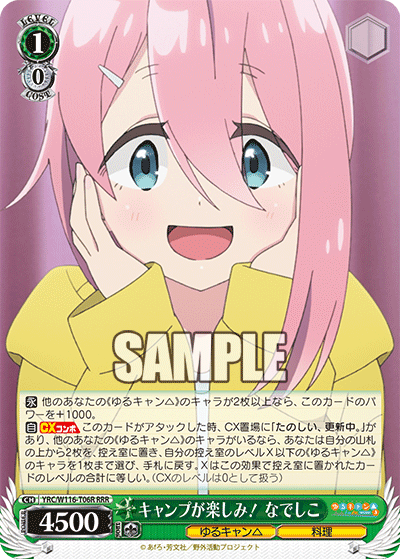 LEVEL
1
0
COST
SAMPLE
永 他のあなたの《ゆるキャン△》のキャラが2枚以上なら、このカードのパ
ワーを+1000。
自 CXコンボ このカードがアタックした時、CX置場に「たのしい、更新中。」が
あり、他のあなたの《ゆるキャン△》のキャラがいるなら、あなたは自分の山札
の上から2枚を、控え室に置き、自分の控え室のレベルX以下の《ゆるキャン△》
のキャラを1枚まで選び、手札に戻す。Xはこの効果で控え室に置かれたカード
のレベルの合計に等しい。(CXのレベルは0として扱う)
CH YRC/W116-T06R RRR
キャンプが楽しみ! なでしこ
4500
ゆるキャン△
料理
©あfろ・芳文社/野外活動プロジェクト